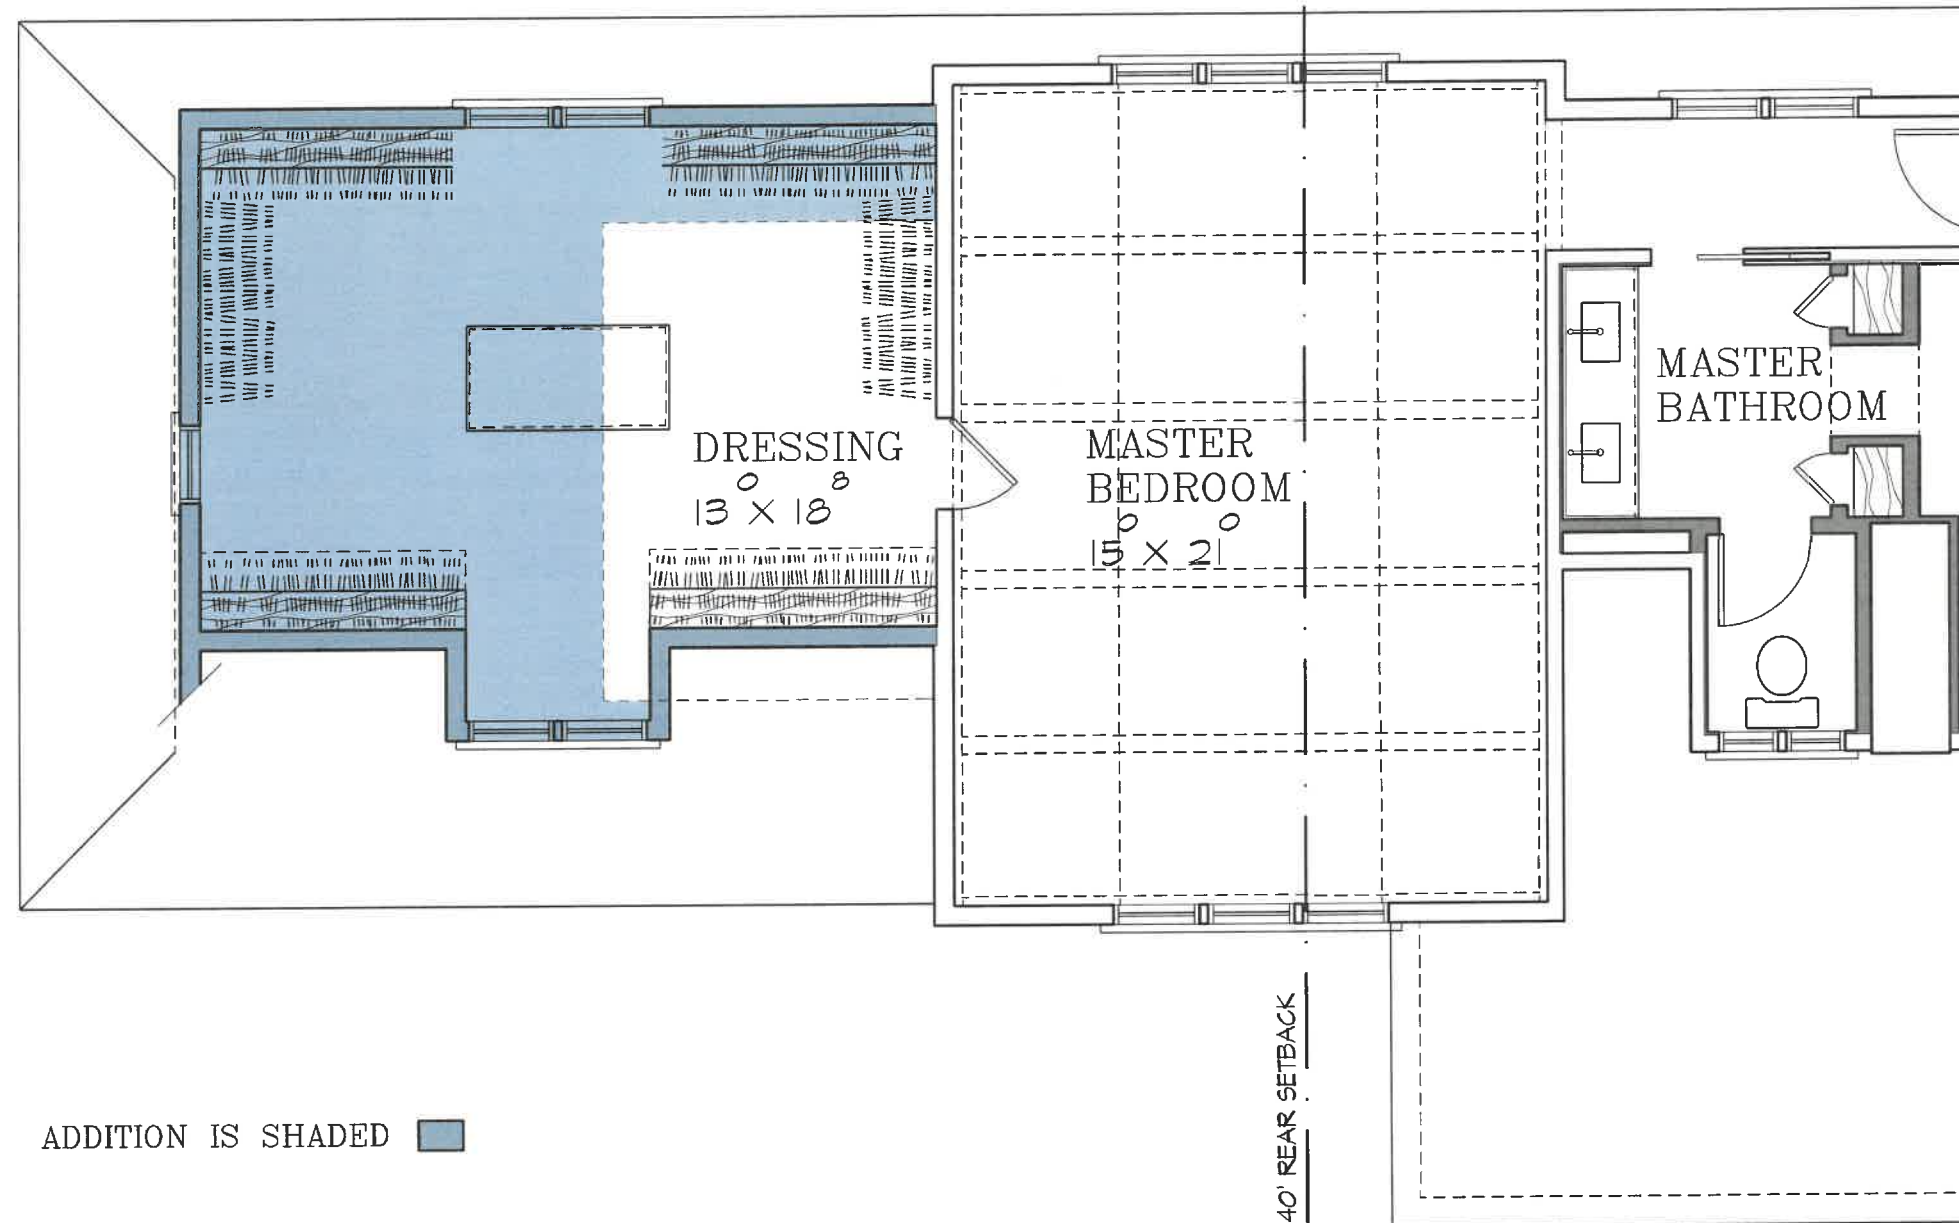 DRESSING
13⁰ X 18⁸
MASTER
BEDROOM
15⁰ X 21⁰
MASTER
BATHROOM
40' REAR SETBACK
ADDITION IS SHADED